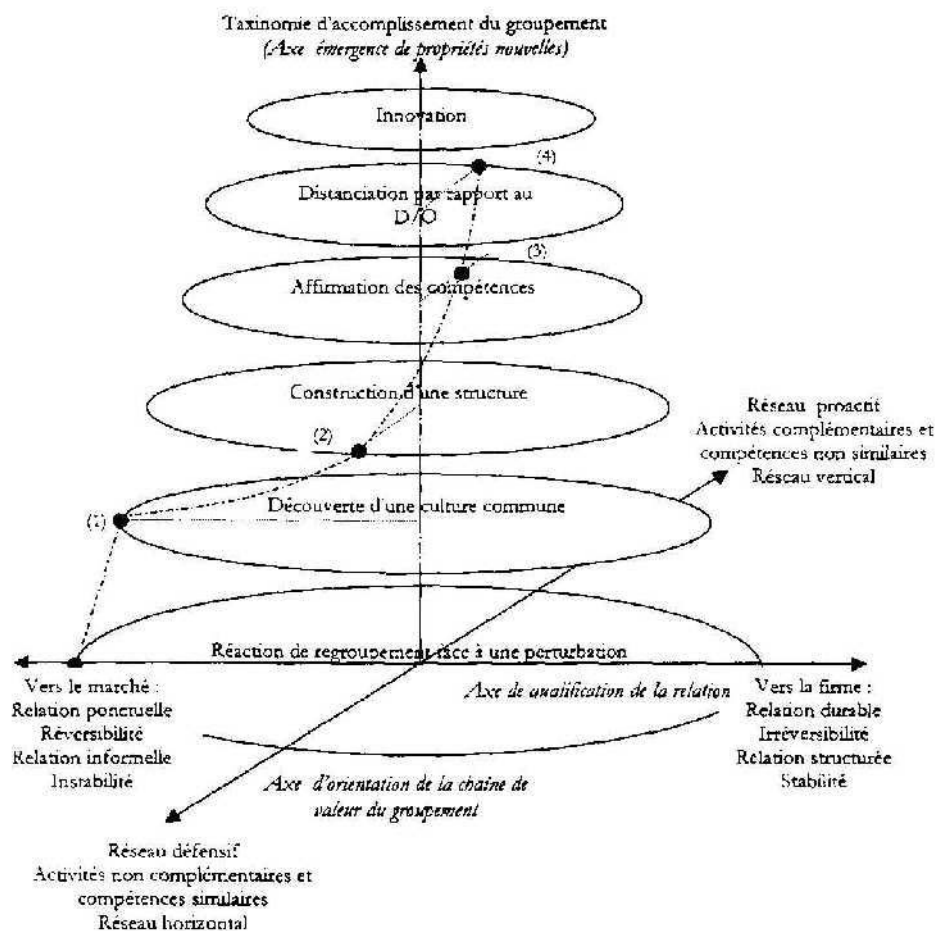 Taxinomie d'accomplissement du groupement
(Axe émergence de propriétés nouvelles)
Innovation
(4)
Distanciation par rapport au
D/O
(3)
Affirmation des compétences
Construction d'une structure
(2)
Réseau proactif
Activités complémentaires et
compétences non similaires
Réseau vertical
Découverte d'une culture commune
(1)
Réaction de regroupement face à une perturbation
Vers le marché :
Relation ponctuelle
Réversibilité
Relation informelle
Instabilité
Axe de qualification de la relation
Vers la firme :
Relation durable
Irréversibilité
Relation structurée
Stabilité
Axe d'orientation de la chaîne de
valeur du groupement
Réseau défensif
Activités non complémentaires et
compétences similaires
Réseau horizontal